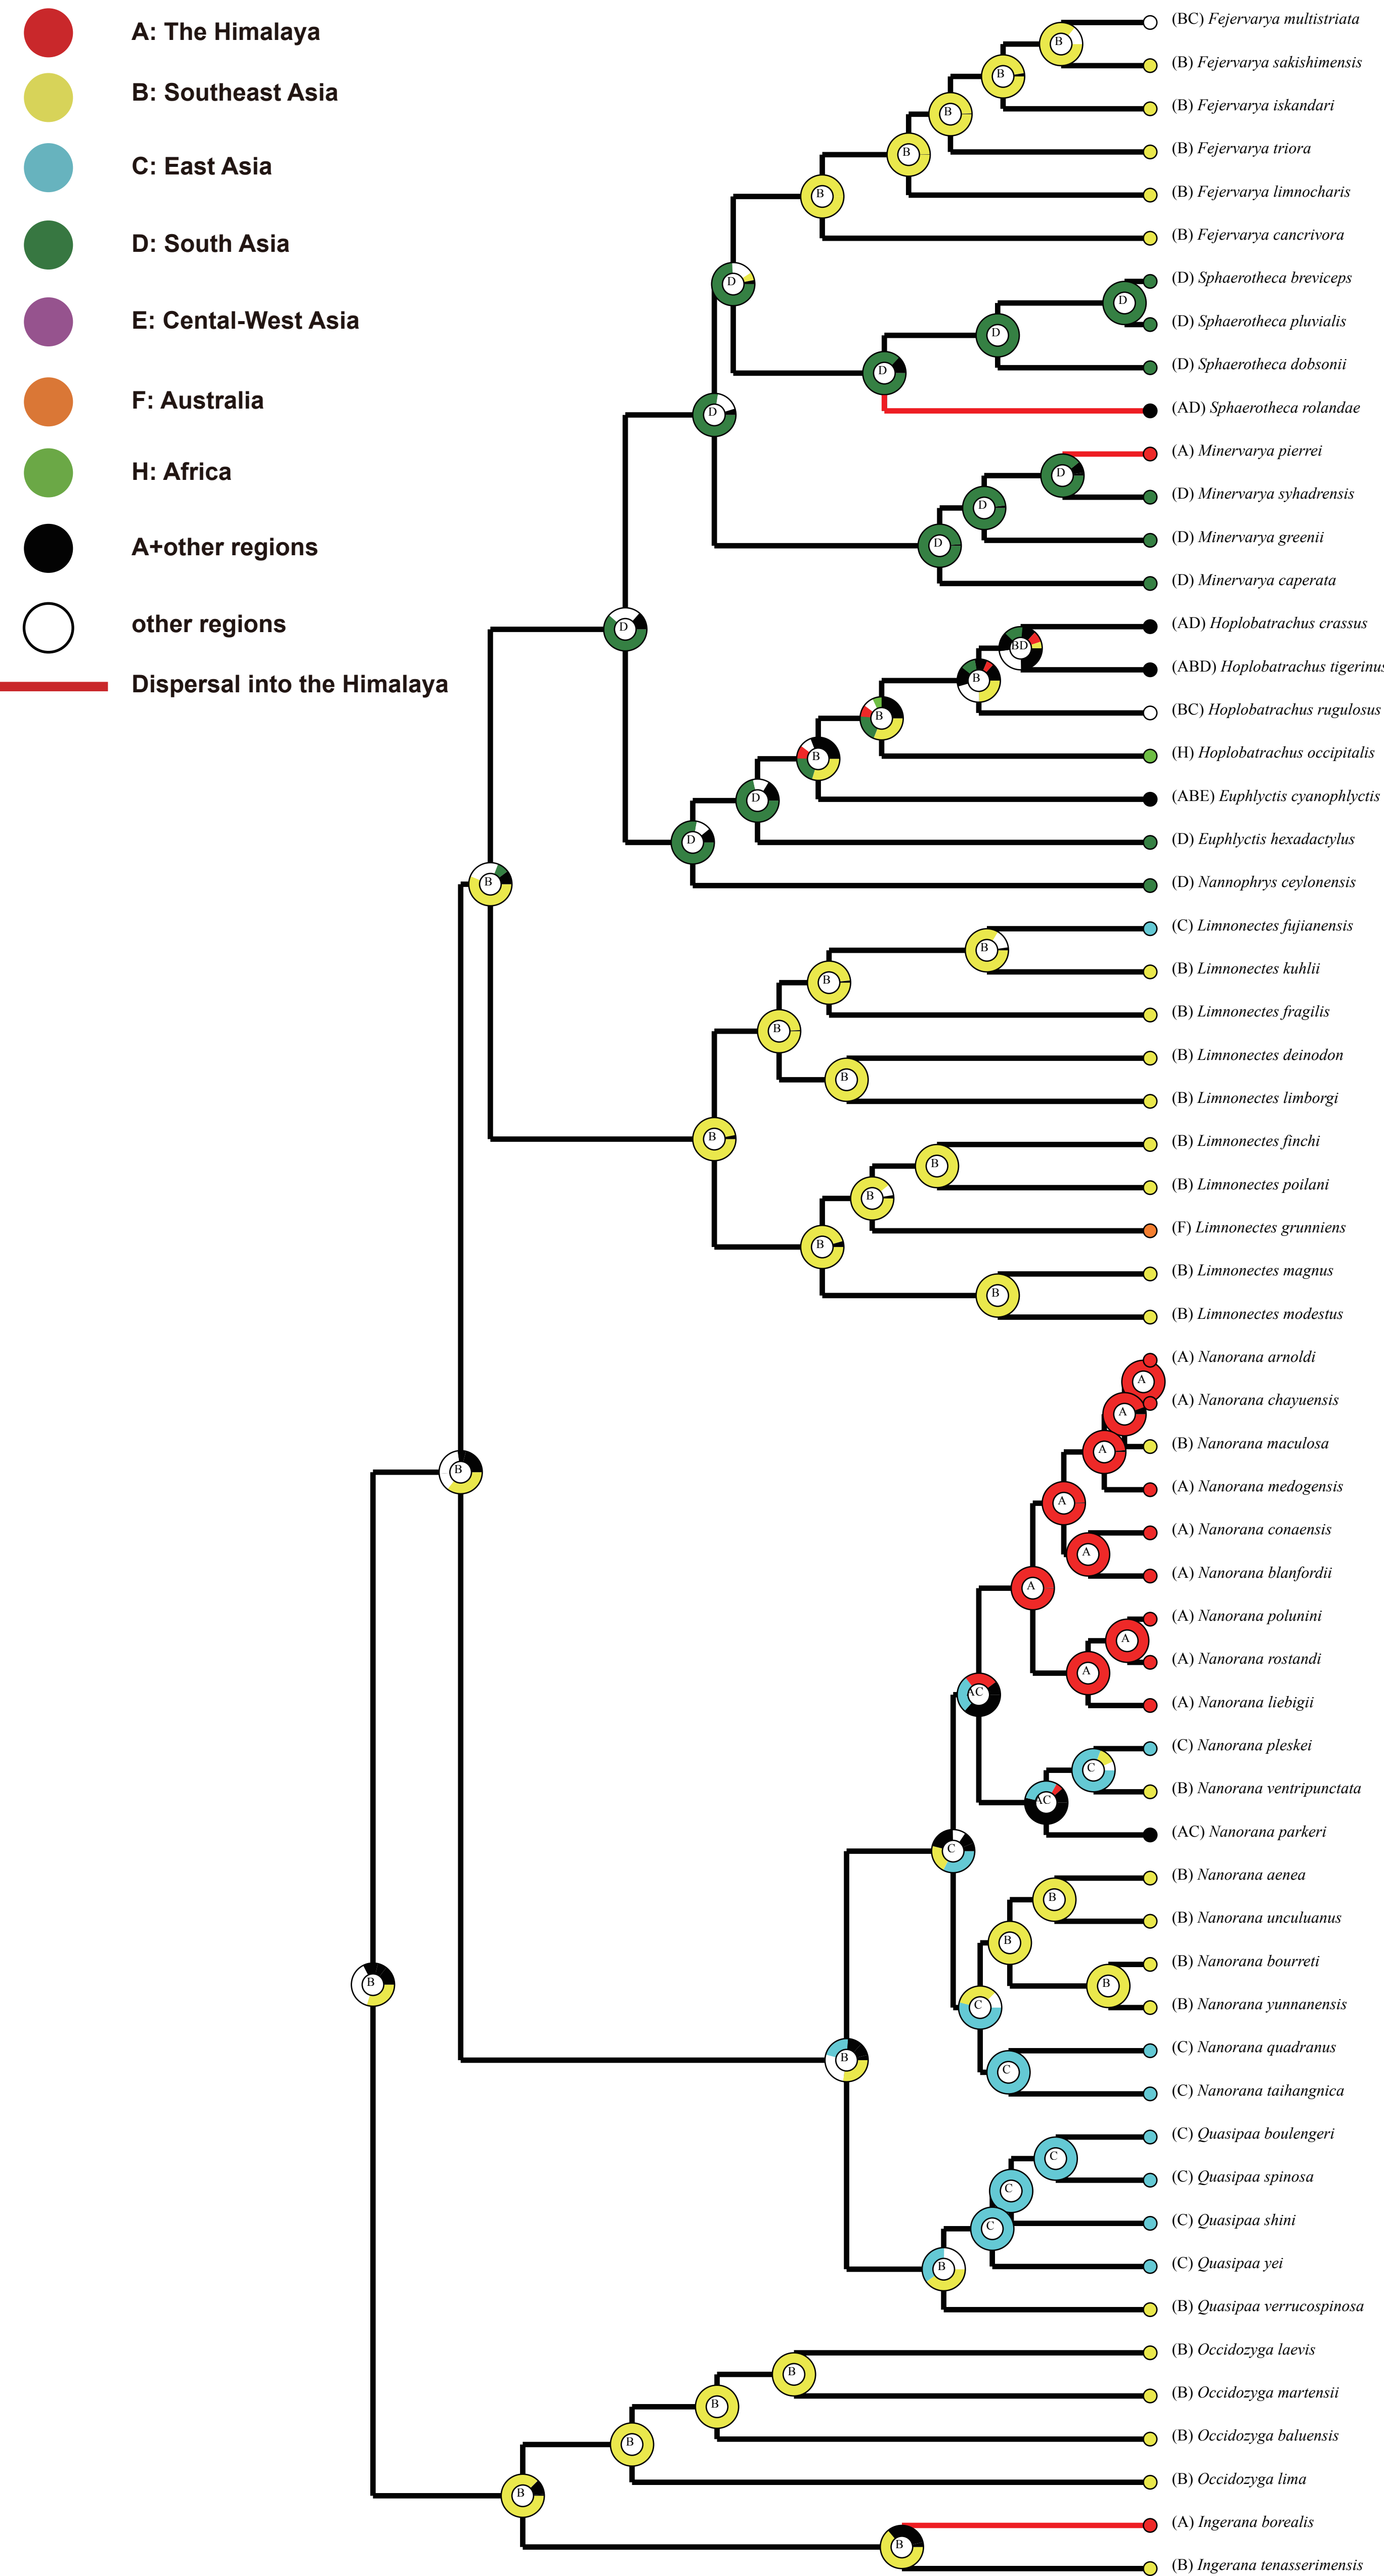 A: The Himalaya
B: Southeast Asia
C: East Asia
D: South Asia
E: Cental-West Asia
F: Australia
H: Africa
A+other regions
other regions
Dispersal into the Himalaya
(BC) Fejervarya multistriata
B
(B) Fejervarya sakishimensis
B
(B) Fejervarya iskandari
B
(B) Fejervarya triora
B
(B) Fejervarya limnocharis
B
(B) Fejervarya cancrivora
D
(D) Sphaerotheca breviceps
D
(D) Sphaerotheca pluvialis
D
(D) Sphaerotheca dobsonii
D
(AD) Sphaerotheca rolandae
D
(A) Minervarya pierrei
D
(D) Minervarya syhadrensis
D
(D) Minervarya greenii
D
(D) Minervarya caperata
D
(AD) Hoplobatrachus crassus
BD
(ABD) Hoplobatrachus tigerinus
B
(BC) Hoplobatrachus rugulosus
B
(H) Hoplobatrachus occipitalis
B
(ABE) Euphlyctis cyanophlyctis
D
(D) Euphlyctis hexadactylus
D
(D) Nannophrys ceylonensis
B
(C) Limnonectes fujianensis
B
(B) Limnonectes kuhlii
B
(B) Limnonectes fragilis
B
(B) Limnonectes deinodon
B
(B) Limnonectes limborgi
B
(B) Limnonectes finchi
B
(B) Limnonectes poilani
B
(F) Limnonectes grunniens
B
(B) Limnonectes magnus
B
(B) Limnonectes modestus
(A) Nanorana arnoldi
A
(A) Nanorana chayuensis
A
(B) Nanorana maculosa
A
B
(A) Nanorana medogensis
A
(A) Nanorana conaensis
A
(A) Nanorana blanfordii
A
(A) Nanorana polunini
A
(A) Nanorana rostandi
A
(A) Nanorana liebigii
AC
(C) Nanorana pleskei
C
(B) Nanorana ventripunctata
AC
(AC) Nanorana parkeri
C
(B) Nanorana aenea
B
(B) Nanorana unculuanus
B
(B) Nanorana bourreti
B
B
(B) Nanorana yunnanensis
C
(C) Nanorana quadranus
B
C
(C) Nanorana taihangnica
(C) Quasipaa boulengeri
C
(C) Quasipaa spinosa
C
(C) Quasipaa shini
C
(C) Quasipaa yei
B
(B) Quasipaa verrucospinosa
(B) Occidozyga laevis
B
(B) Occidozyga martensii
B
(B) Occidozyga baluensis
B
(B) Occidozyga lima
B
(A) Ingerana borealis
B
(B) Ingerana tenasserimensis